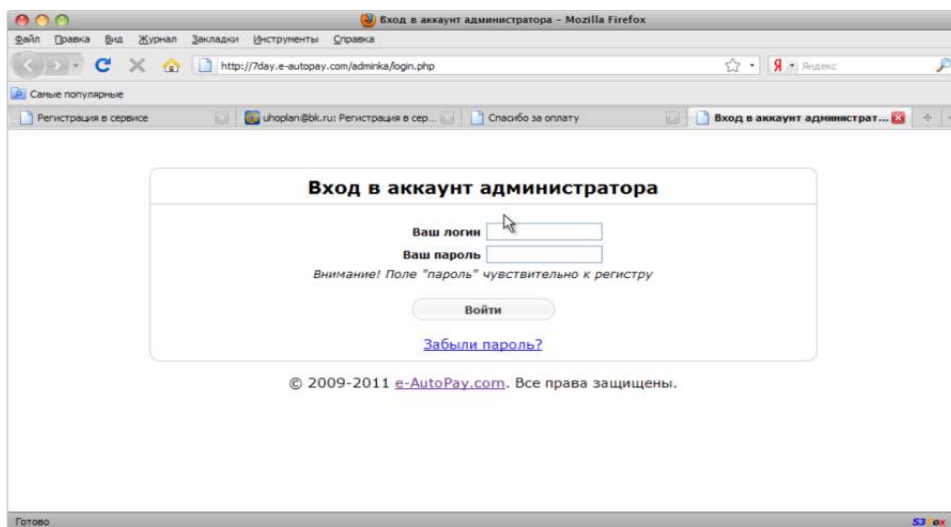 Вход в аккаунт администратора – Mozilla Firefox
Файл Правка Вид Журнал Закладки Инструменты Справка
http://7day.e-autopay.com/adminka/login.php Я Яндекс
Самые популярные
Регистрация в сервисе uhoplan@bk.ru: Регистрация в сер... Спасибо за оплату Вход в аккаунт администрат...
Вход в аккаунт администратора
Ваш логин
Ваш пароль
Внимание! Поле "пароль" чувствительно к регистру
Войти
Забыли пароль?
© 2009-2011 e-AutoPay.com. Все права защищены.
Готово